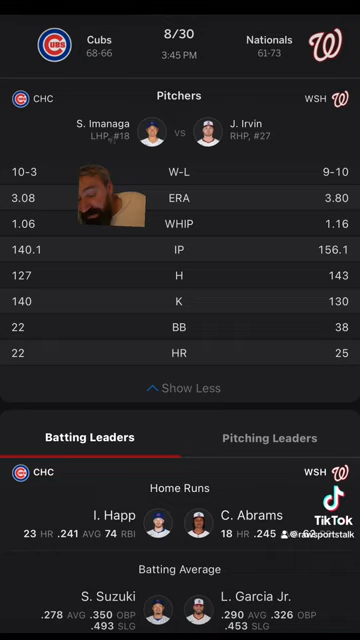 Cubs
68-66
8/30
3:45 PM
Nationals
61-73
W
CUBS
CHC
Pitchers
WSH
S. Imanaga
LHP, #18
VS
J. Irvin
RHP, #27
10-3 W-L 9-10
3.08 ERA 3.80
1.06 WHIP 1.16
140.1 IP 156.1
127 H 143
140 K 130
22 BB 38
22 HR 25
Show Less
Batting Leaders Pitching Leaders
CHC
WSH
Home Runs
I. Happ
23 HR .241 AVG 74 RBI
C. Abrams
18 HR .245
TikTok
@rawsportstalk
Batting Average
S. Suzuki
.278 AVG .350 OBP
.493 SLG
L. Garcia Jr.
.290 AVG .326 OBP
.453 SLG